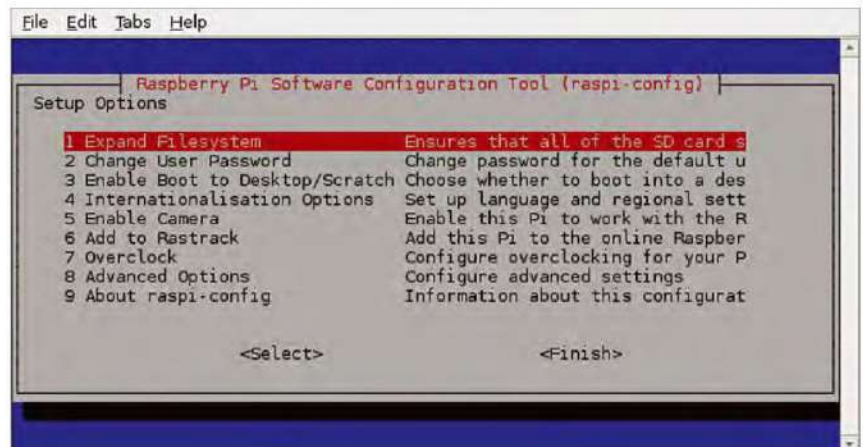 File Edit Tabs Help
Raspberry Pi Software Configuration Tool (raspi-config)
Setup Options
1 Expand Filesystem Ensures that all of the SD card s
2 Change User Password Change password for the default u
3 Enable Boot to Desktop/Scratch Choose whether to boot into a des
4 Internationalisation Options Set up language and regional sett
5 Enable Camera Enable this Pi to work with the R
6 Add to Rastrack Add this Pi to the online Raspber
7 Overclock Configure overclocking for your P
8 Advanced Options Configure advanced settings
9 About raspi-config Information about this configurat
<Select> <Finish>